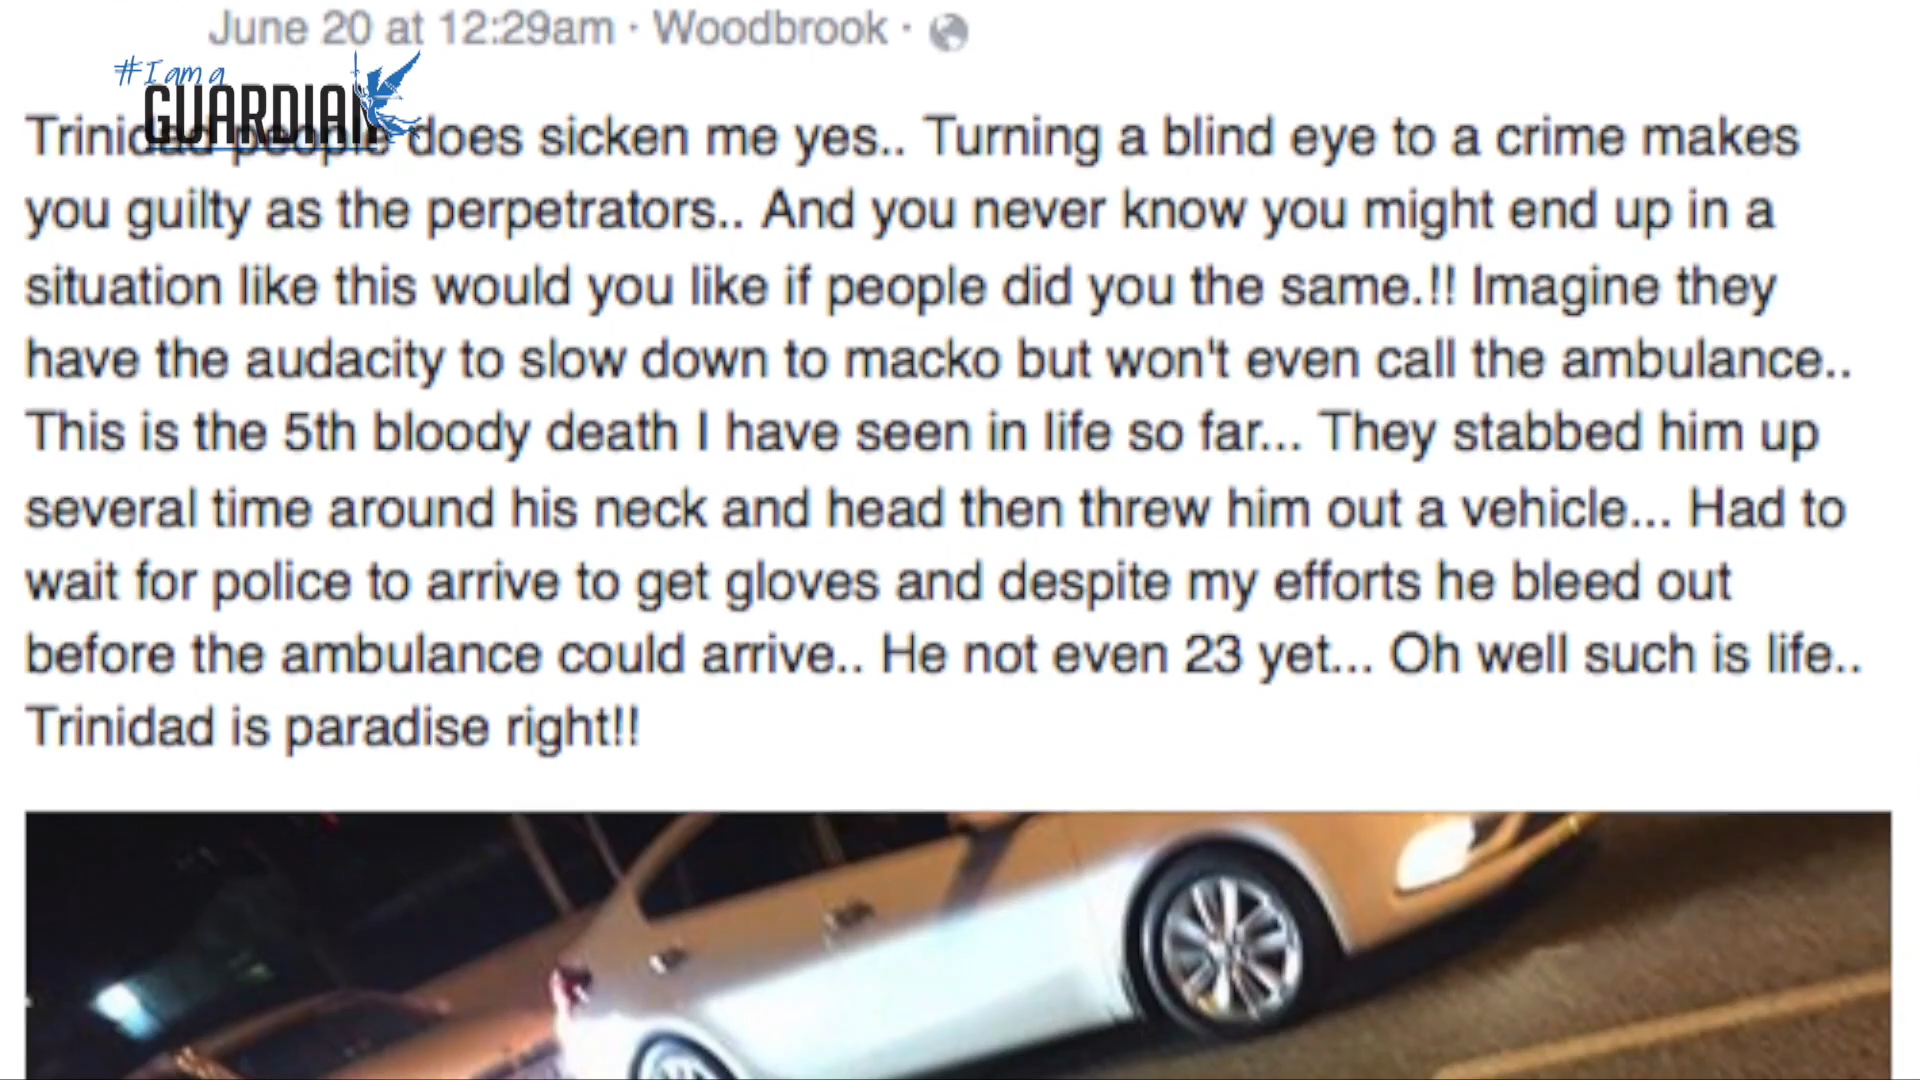 June 20 at 12:29am · Woodbrook ·
#I am a
GUARDIAN
Trinidad people does sicken me yes.. Turning a blind eye to a crime makes
you guilty as the perpetrators.. And you never know you might end up in a
situation like this would you like if people did you the same.!! Imagine they
have the audacity to slow down to macko but won't even call the ambulance..
This is the 5th bloody death I have seen in life so far... They stabbed him up
several time around his neck and head then threw him out a vehicle... Had to
wait for police to arrive to get gloves and despite my efforts he bleed out
before the ambulance could arrive.. He not even 23 yet... Oh well such is life..
Trinidad is paradise right!!